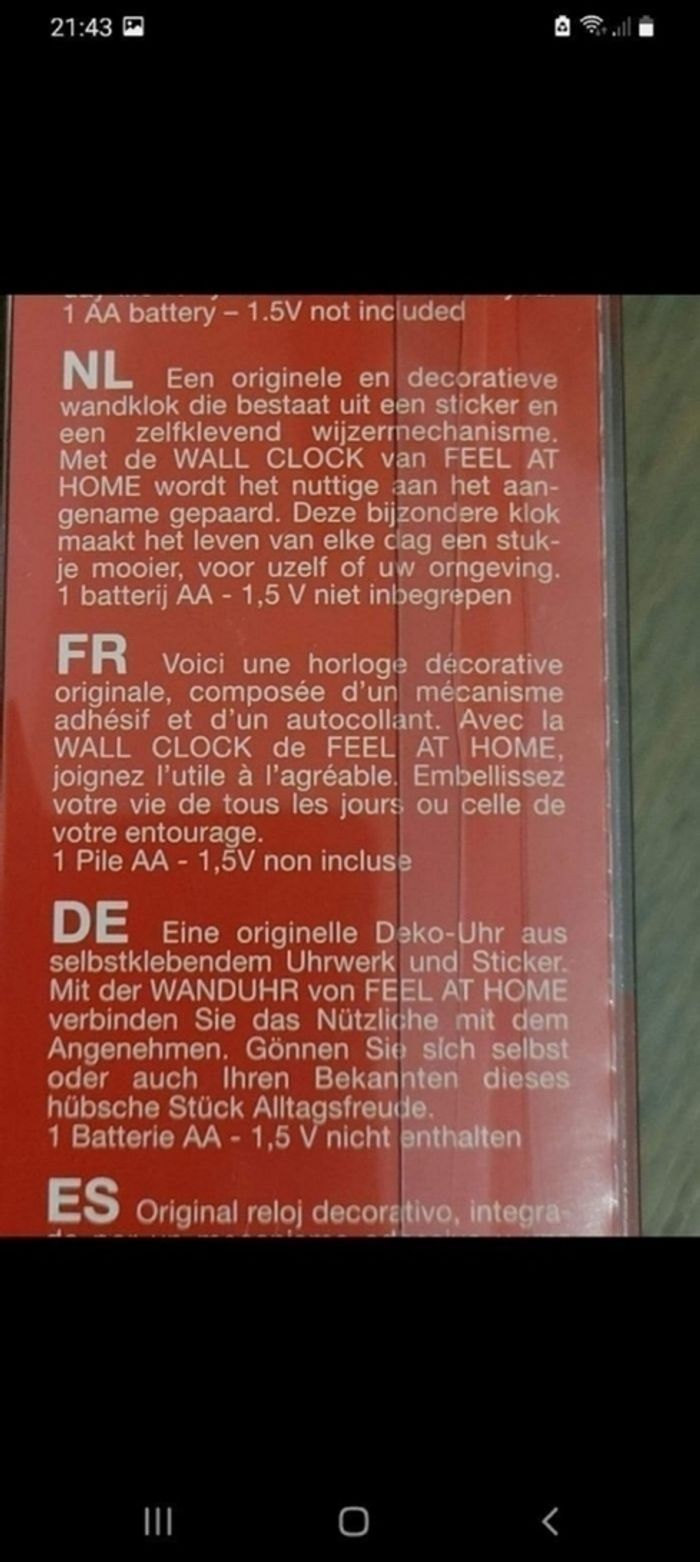 21:43
1 AA battery – 1.5V not included
NL Een originele en decoratieve
wandklok die bestaat uit een sticker en
een zelfklevend wijzermechanisme.
Met de WALL CLOCK van FEEL AT
HOME wordt het nuttige aan het aan-
gename gepaard. Deze bijzondere klok
maakt het leven van elke dag een stuk-
je mooier, voor uzelf of uw omgeving.
1 batterij AA - 1,5 V niet inbegrepen
FR Voici une horloge décorative
originale, composée d'un mécanisme
adhésif et d'un autocollant. Avec la
WALL CLOCK de FEEL AT HOME,
joignez l'utile à l'agréable. Embellissez
votre vie de tous les jours ou celle de
votre entourage.
1 Pile AA - 1,5V non incluse
DE Eine originelle Deko-Uhr aus
selbstklebendem Uhrwerk und Sticker.
Mit der WANDUHR von FEEL AT HOME
verbinden Sie das Nützliche mit dem
Angenehmen. Gönnen Sie sich selbst
oder auch Ihren Bekannten dieses
hübsche Stück Alltagsfreude.
1 Batterie AA - 1,5 V nicht enthalten
ES Original reloj decorativo, integra-